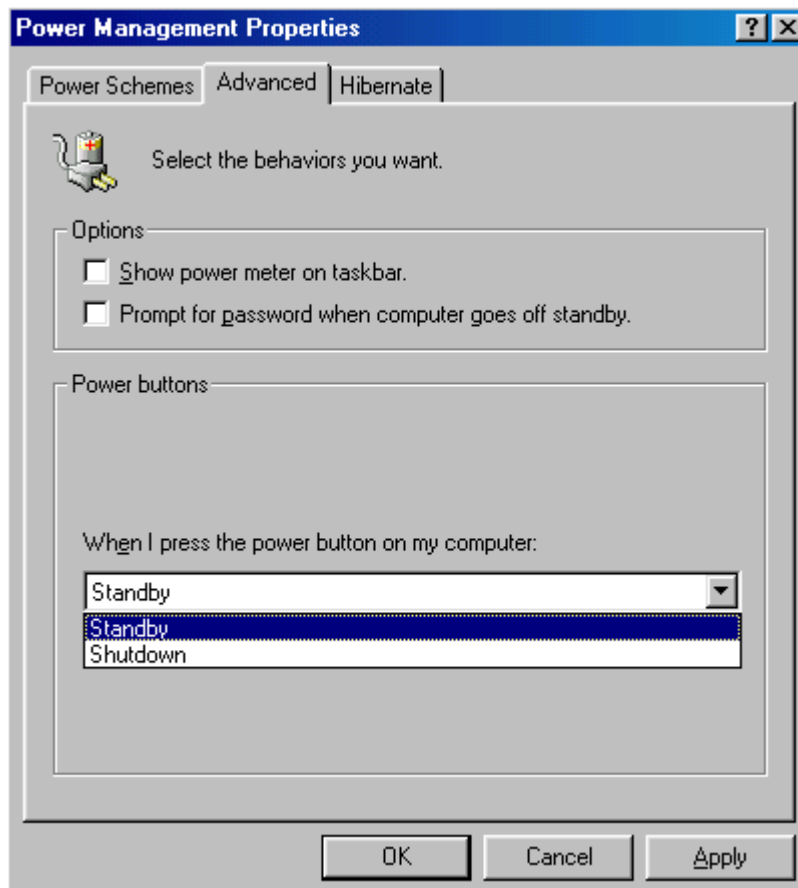 Power Management Properties
Power Schemes Advanced Hibernate
Select the behaviors you want.
Options
Show power meter on taskbar.
Prompt for password when computer goes off standby.
Power buttons
When I press the power button on my computer:
Standby
Standby
Shutdown
OK Cancel Apply